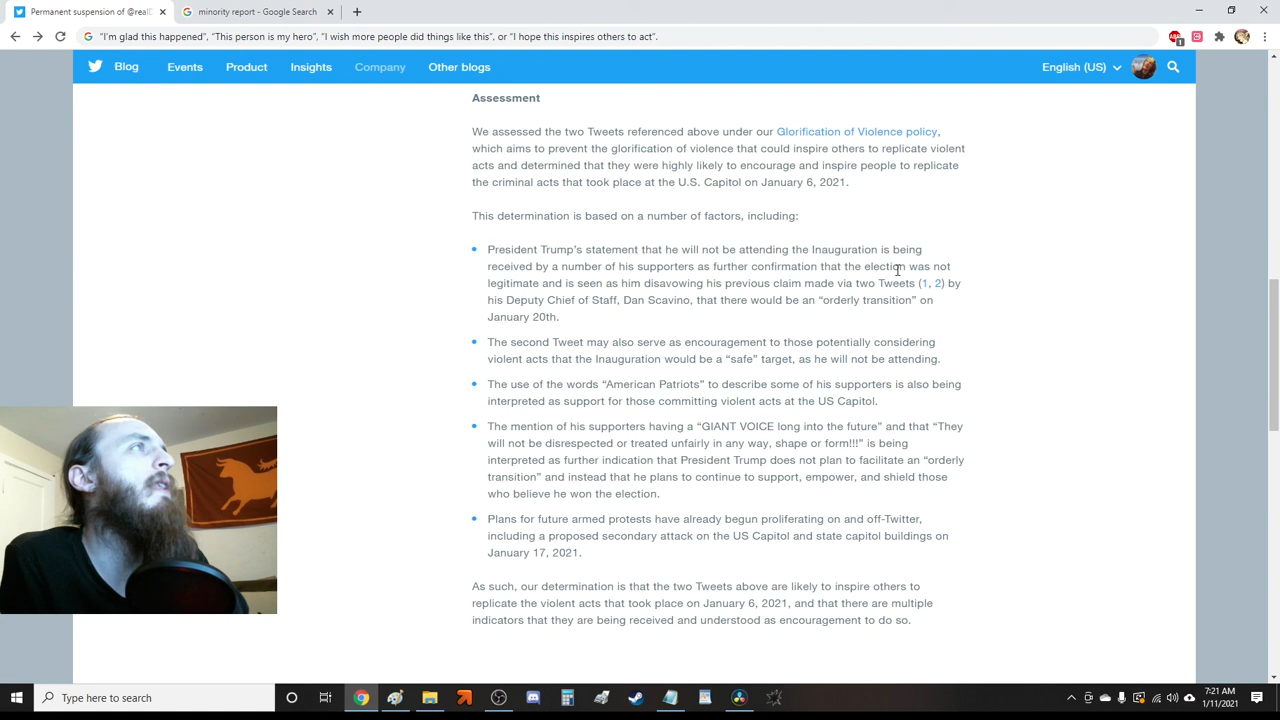 Permanent suspension of @realD
minority report - Google Search
"I'm glad this happened", "This person is my hero", "I wish more people did things like this", or "I hope this inspires others to act".
1
Blog Events Product Insights Company Other blogs English (US)
Assessment
We assessed the two Tweets referenced above under our Glorification of Violence policy,
which aims to prevent the glorification of violence that could inspire others to replicate violent
acts and determined that they were highly likely to encourage and inspire people to replicate
the criminal acts that took place at the U.S. Capitol on January 6, 2021.
This determination is based on a number of factors, including:
President Trump's statement that he will not be attending the Inauguration is being
received by a number of his supporters as further confirmation that the election was not
legitimate and is seen as him disavowing his previous claim made via two Tweets (1, 2) by
his Deputy Chief of Staff, Dan Scavino, that there would be an “orderly transition” on
January 20th.
The second Tweet may also serve as encouragement to those potentially considering
violent acts that the Inauguration would be a “safe” target, as he will not be attending.
The use of the words “American Patriots” to describe some of his supporters is also being
interpreted as support for those committing violent acts at the US Capitol.
The mention of his supporters having a “GIANT VOICE long into the future” and that “They
will not be disrespected or treated unfairly in any way, shape or form!!!” is being
interpreted as further indication that President Trump does not plan to facilitate an “orderly
transition” and instead that he plans to continue to support, empower, and shield those
who believe he won the election.
Plans for future armed protests have already begun proliferating on and off-Twitter,
including a proposed secondary attack on the US Capitol and state capitol buildings on
January 17, 2021.
As such, our determination is that the two Tweets above are likely to inspire others to
replicate the violent acts that took place on January 6, 2021, and that there are multiple
indicators that they are being received and understood as encouragement to do so.
Type here to search
7:21 AM
1/11/2021